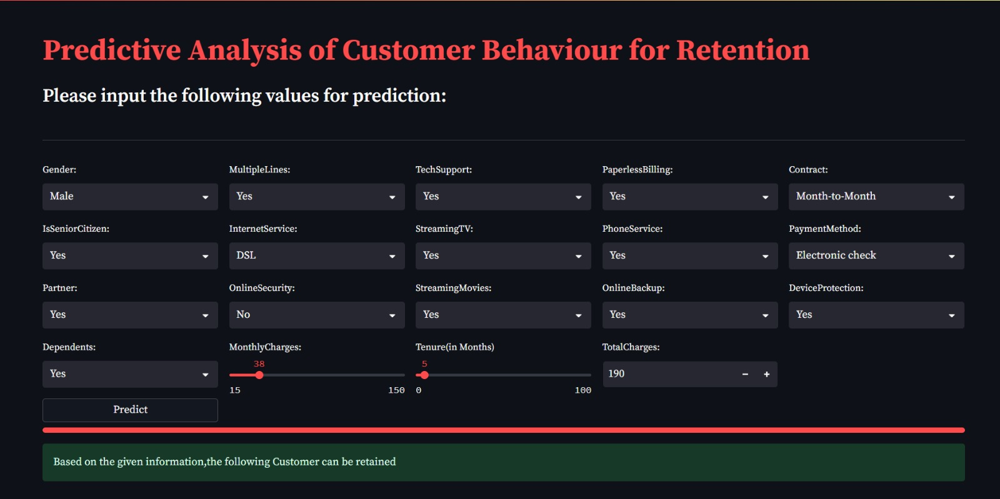 Predictive Analysis of Customer Behaviour for Retention
Please input the following values for prediction:
Gender: MultipleLines: TechSupport: PaperlessBilling: Contract:
Male Yes Yes Yes Month-to-Month
IsSeniorCitizen: InternetService: StreamingTV: PhoneService: PaymentMethod:
Yes DSL Yes Yes Electronic check
Partner: OnlineSecurity: StreamingMovies: OnlineBackup: DeviceProtection:
Yes No Yes Yes Yes
Dependents: MonthlyCharges: Tenure(in Months) TotalCharges:
38 5
Yes 190 − +
15 150 0 100
Predict
Based on the given information,the following Customer can be retained